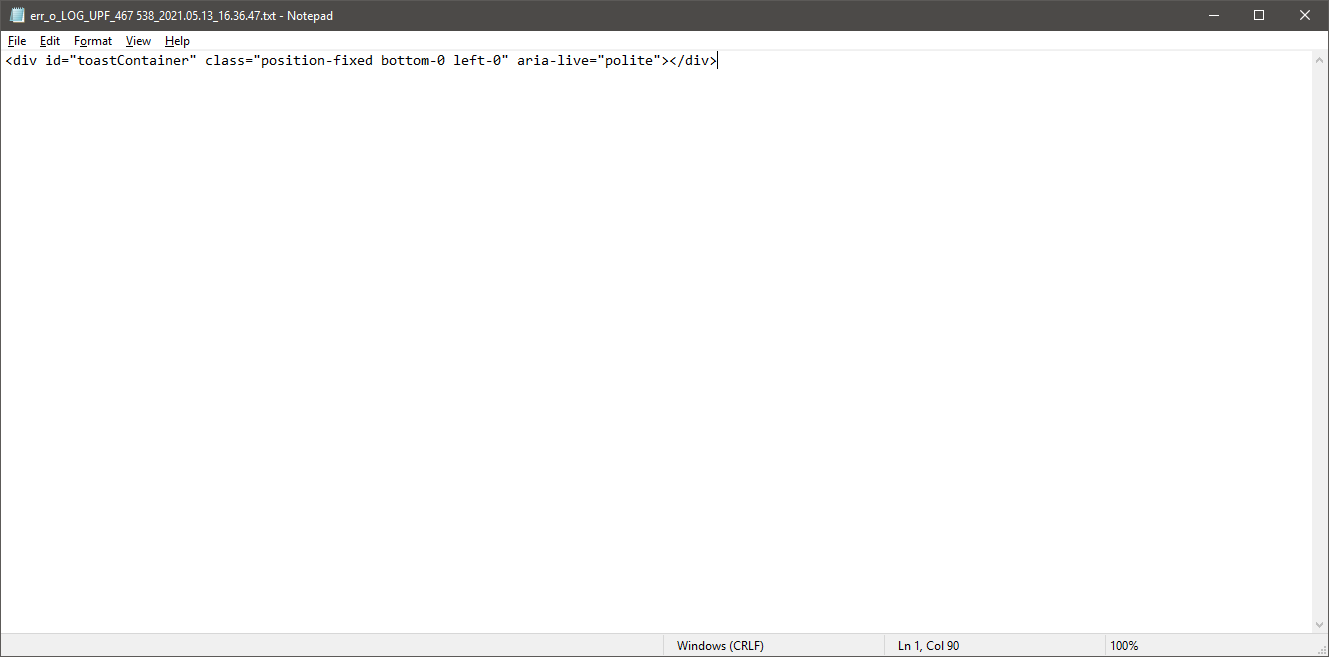 err_o_LOG_UPF_467 538_2021.05.13_16.36.47.txt - Notepad
File Edit Format View Help
<div id="toastContainer" class="position-fixed bottom-0 left-0" aria-live="polite"></div>
Windows (CRLF) Ln 1, Col 90 100%